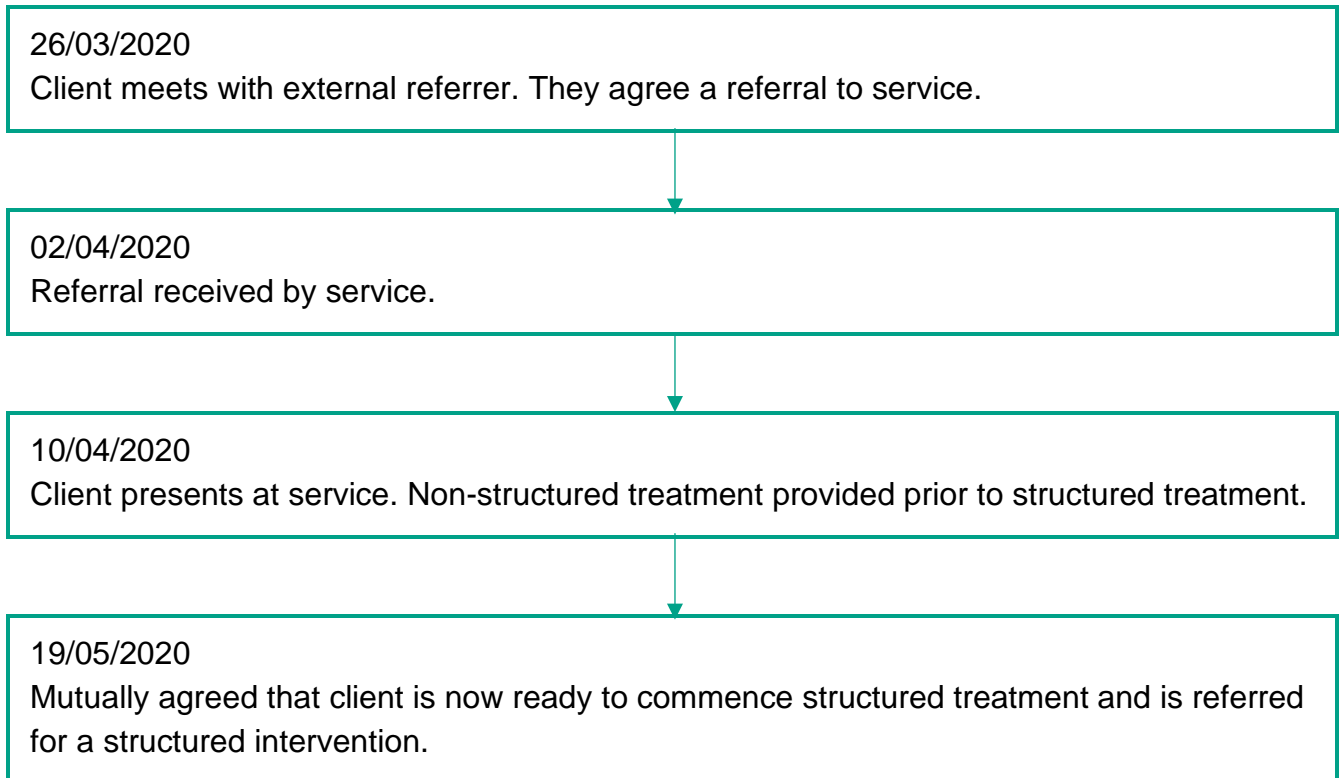 26/03/2020
Client meets with external referrer. They agree a referral to service.
02/04/2020
Referral received by service.
10/04/2020
Client presents at service. Non-structured treatment provided prior to structured treatment.
19/05/2020
Mutually agreed that client is now ready to commence structured treatment and is referred
for a structured intervention.